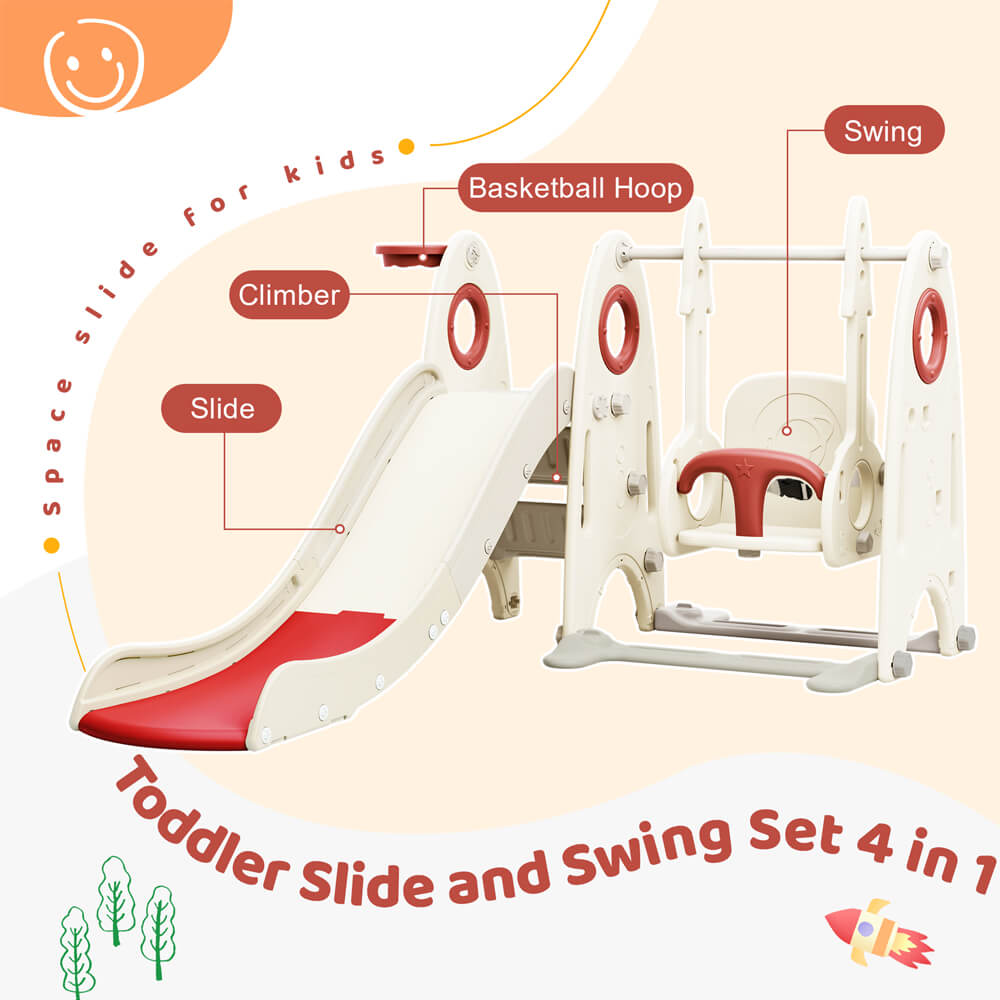 space slide for kids
Swing
Basketball Hoop
Climber
Slide
Toddler Slide and Swing Set 4 in 1